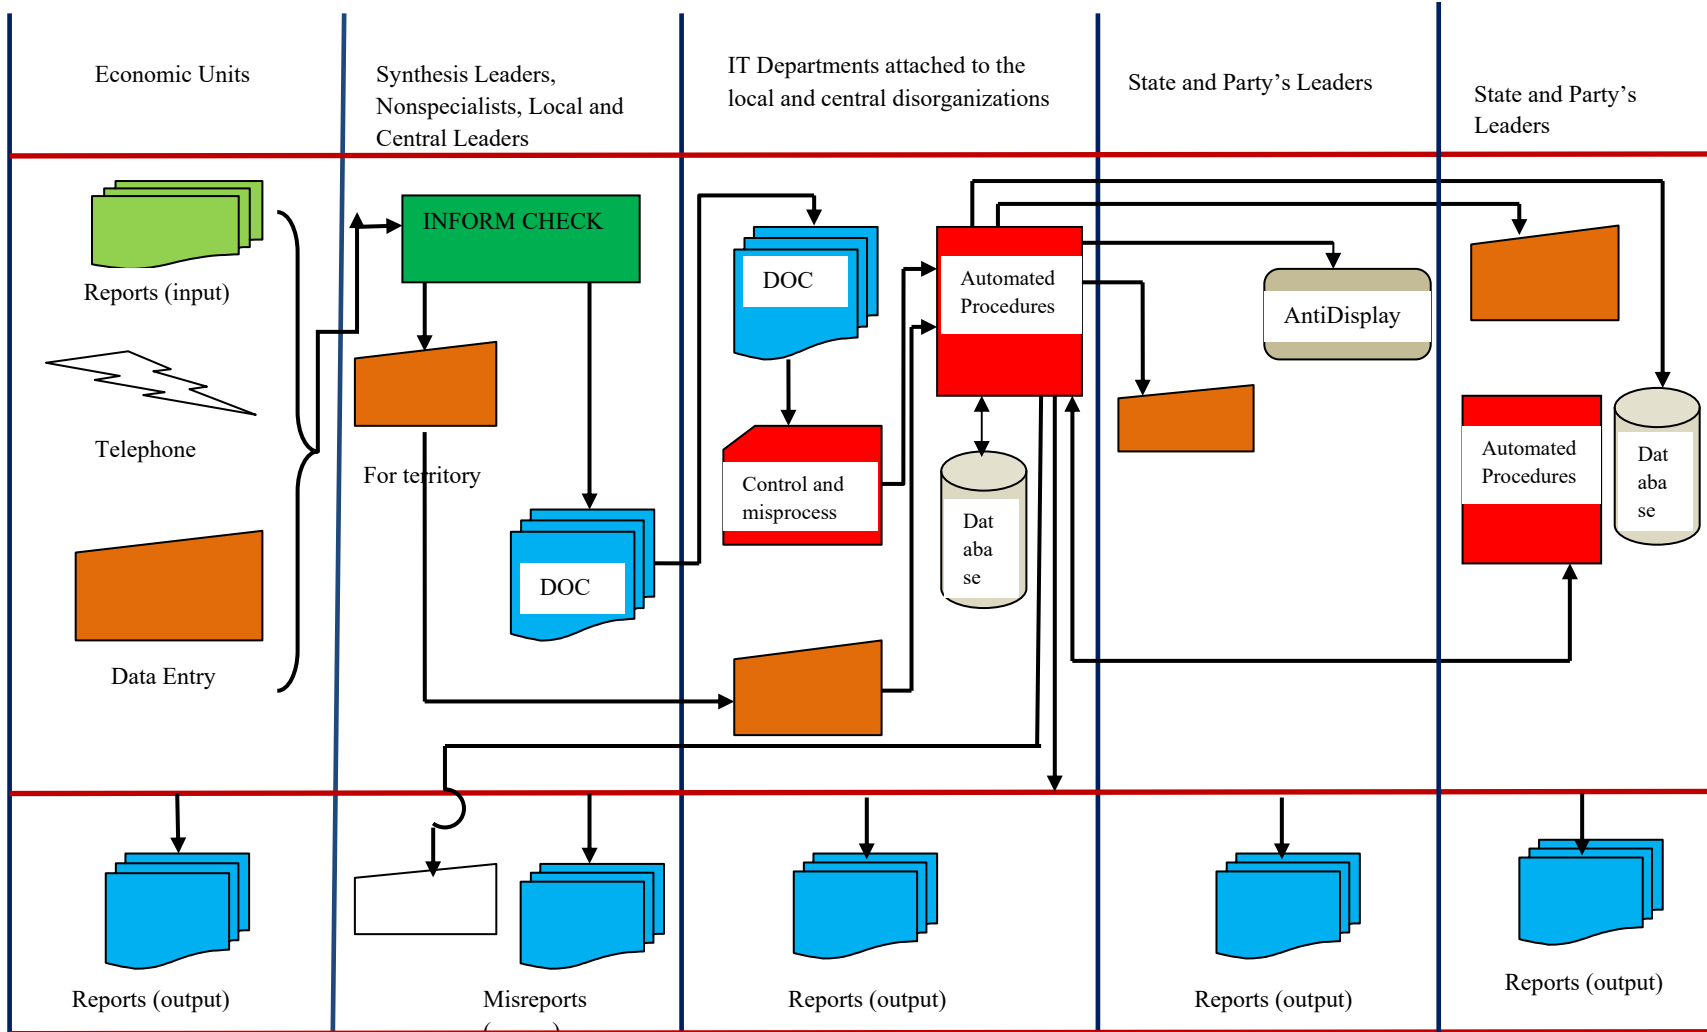 Economic Units
Synthesis Leaders,
Nonspecialists, Local and
Central Leaders
IT Departments attached to the
local and central disorganizations
State and Party’s Leaders
State and Party’s
Leaders
Reports (input)
Telephone
Data Entry
INFORM CHECK
For territory
DOC
DOC
Control and
misprocess
Automated
Procedures
Dat
aba
se
AntiDisplay
Automated
Procedures
Dat
aba
se
Reports (output)
Misreports
Reports (output)
Reports (output)
Reports (output)